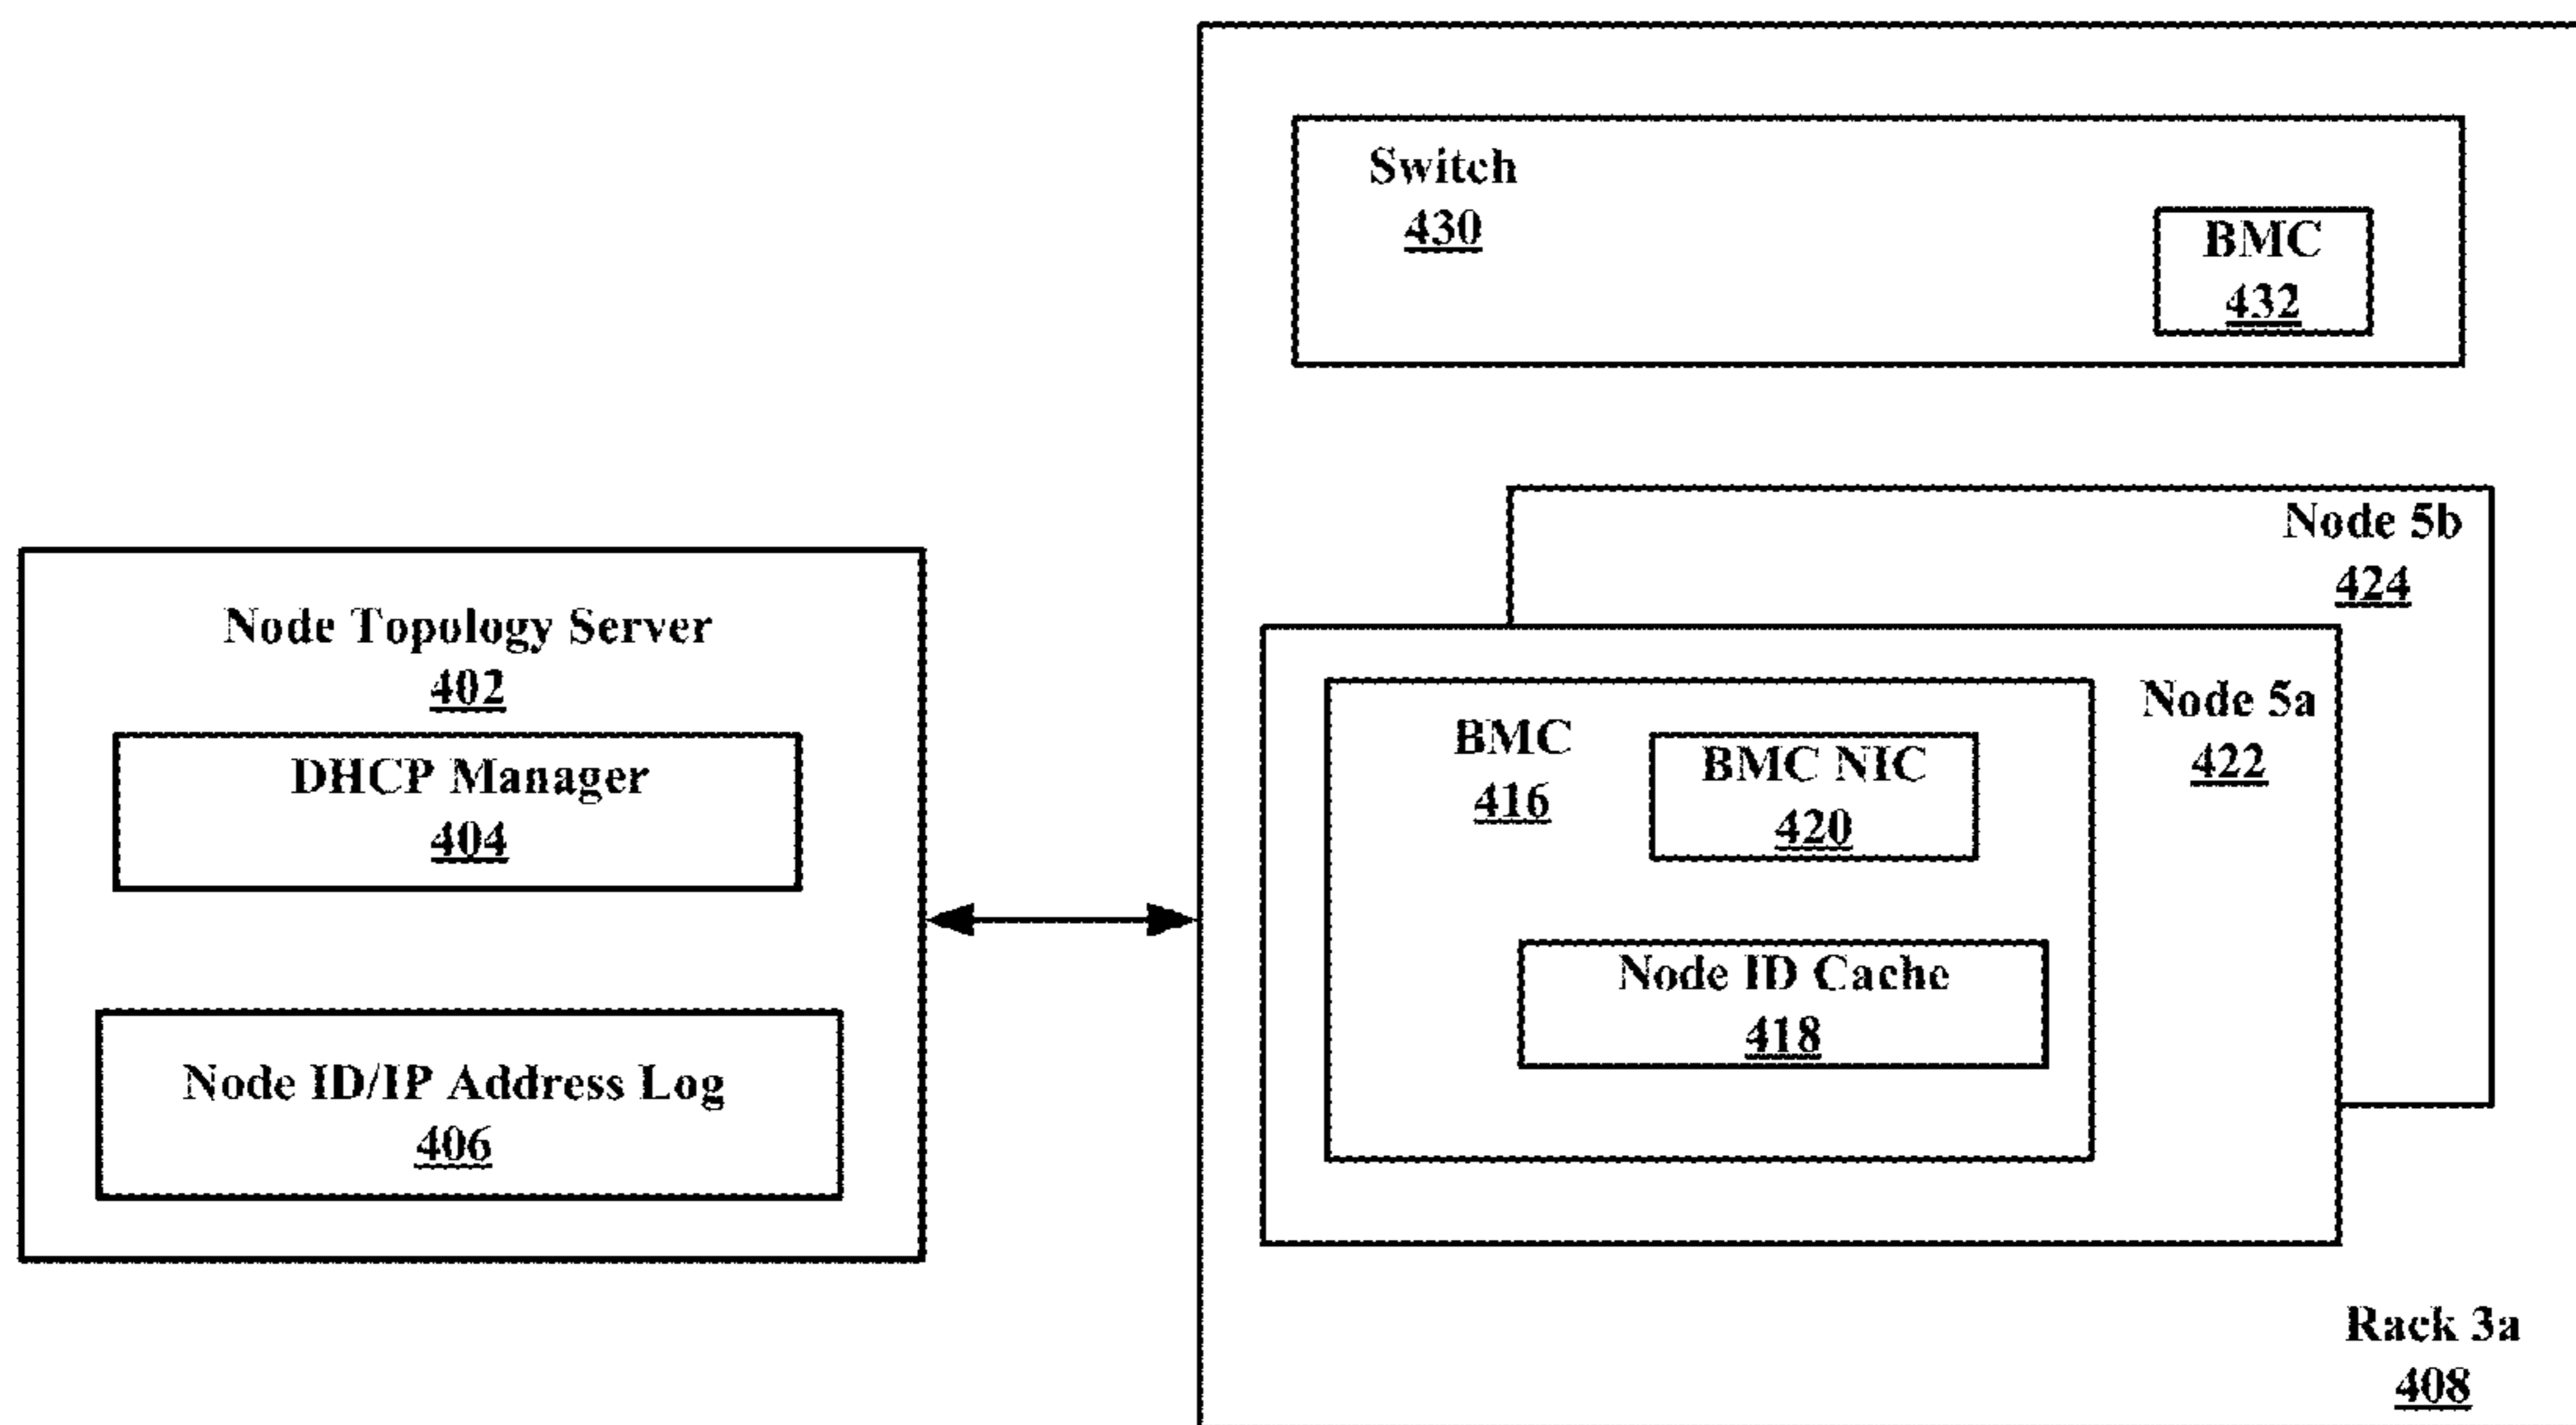 Switch
430
BMC
432
Node 5b
424
Node Topology Server
402
DHCP Manager
404
Node ID/IP Address Log
406
Node 5a
422
BMC
416
BMC NIC
420
Node ID Cache
418
Rack 3a
408